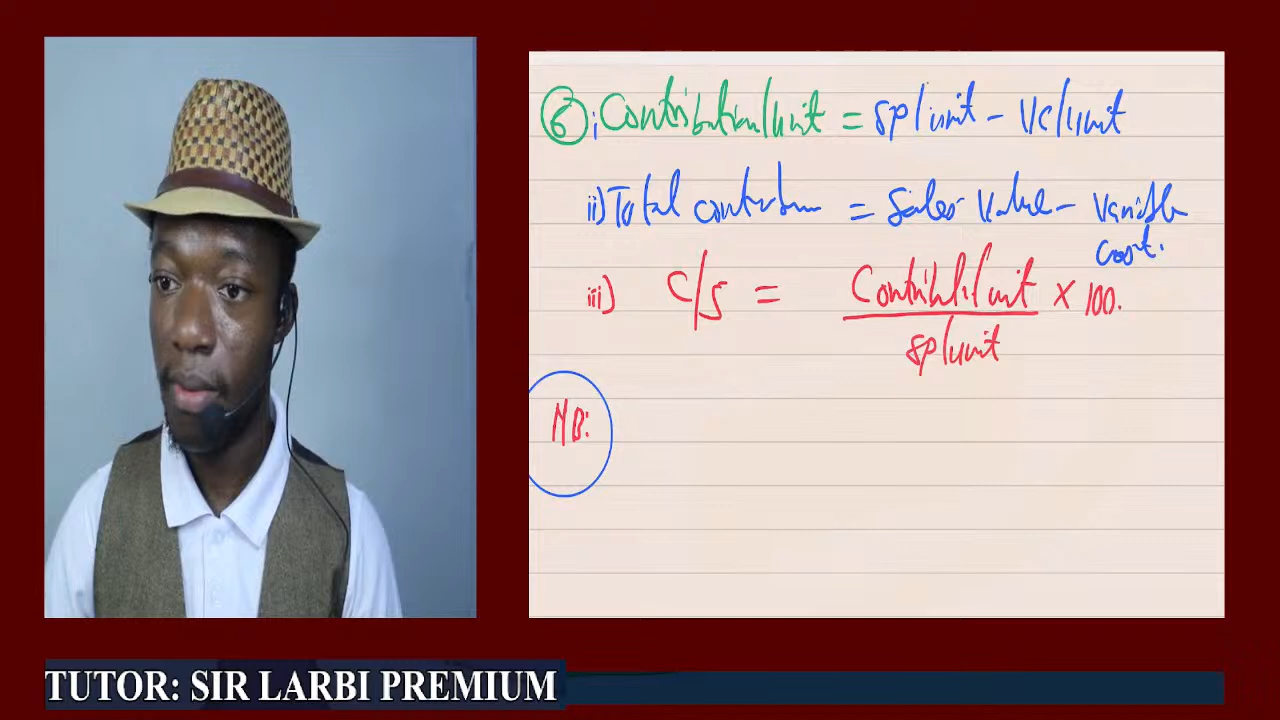 6 i Contribution/unit = SP/unit - VC/unit
ii) Total contribution = Sales Value - Variable
cost.
iii) C/S = Contribution/unit × 100.
SP/unit
NB:
TUTOR: SIR LARBI PREMIUM